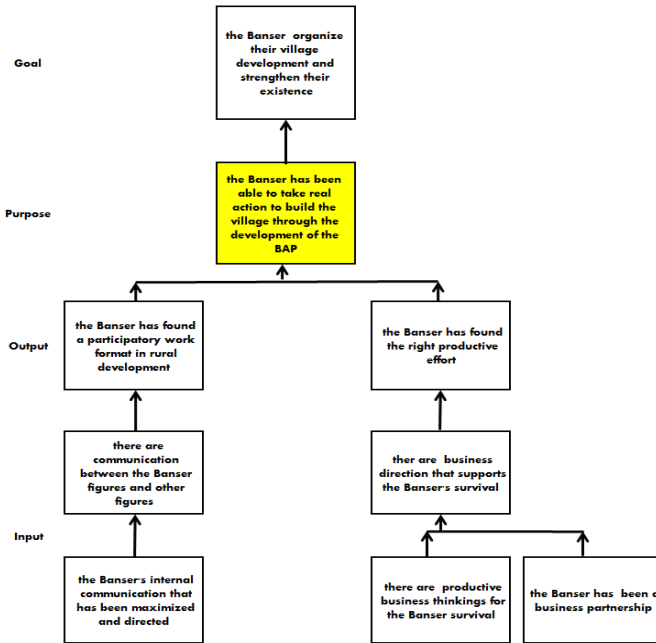 Goal
the Banser organize
their village
development and
strengthen their
existence
Purpose
the Banser has been
able to take real
action to build the
village through the
development of the
BAP
Output
the Banser has found
a participatory work
format in rural
development
the Banser has found
the right productive
effort
there are
communication
between the Banser
figures and other
figures
ther are business
direction that supports
the Banser's survival
Input
the Banser's internal
communication that
has been maximized
and directed
there are productive
business thinkings for
the Banser survival
the Banser has been a
business partnership